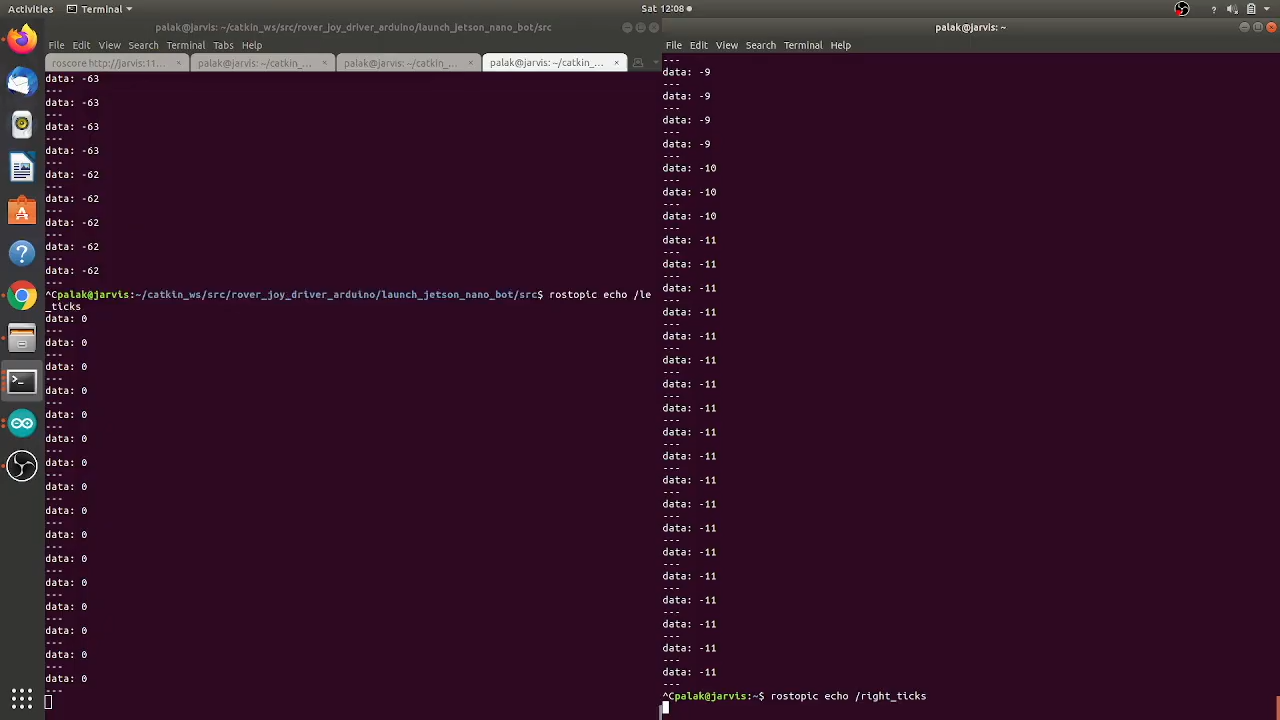 Activities
Terminal
Sat 12:08
palak@jarvis: ~/catkin_ws/src/rover_joy_driver_arduino/launch_jetson_nano_bot/src
File Edit View Search Terminal Tabs Help
roscore http://jarvis:11...
palak@jarvis: ~/catkin_...
palak@jarvis: ~/catkin_...
palak@jarvis: ~/catkin_...
data: -63
---
data: -63
---
data: -63
---
data: -63
---
data: -62
---
data: -62
---
data: -62
---
data: -62
---
data: -62
---
^Cpalak@jarvis:~/catkin_ws/src/rover_joy_driver_arduino/launch_jetson_nano_bot/src$ rostopic echo /le
_ticks
data: 0
---
data: 0
---
data: 0
---
data: 0
---
data: 0
---
data: 0
---
data: 0
---
data: 0
---
data: 0
---
data: 0
---
data: 0
---
data: 0
---
data: 0
---
data: 0
---
data: 0
---
data: 0
---
palak@jarvis: ~
File Edit View Search Terminal Help
---
data: -9
---
data: -9
---
data: -9
---
data: -9
---
data: -10
---
data: -10
---
data: -10
---
data: -11
---
data: -11
---
data: -11
---
data: -11
---
data: -11
---
data: -11
---
data: -11
---
data: -11
---
data: -11
---
data: -11
---
data: -11
---
data: -11
---
data: -11
---
data: -11
---
data: -11
---
data: -11
---
data: -11
---
data: -11
---
data: -11
---
^Cpalak@jarvis:~$ rostopic echo /right_ticks